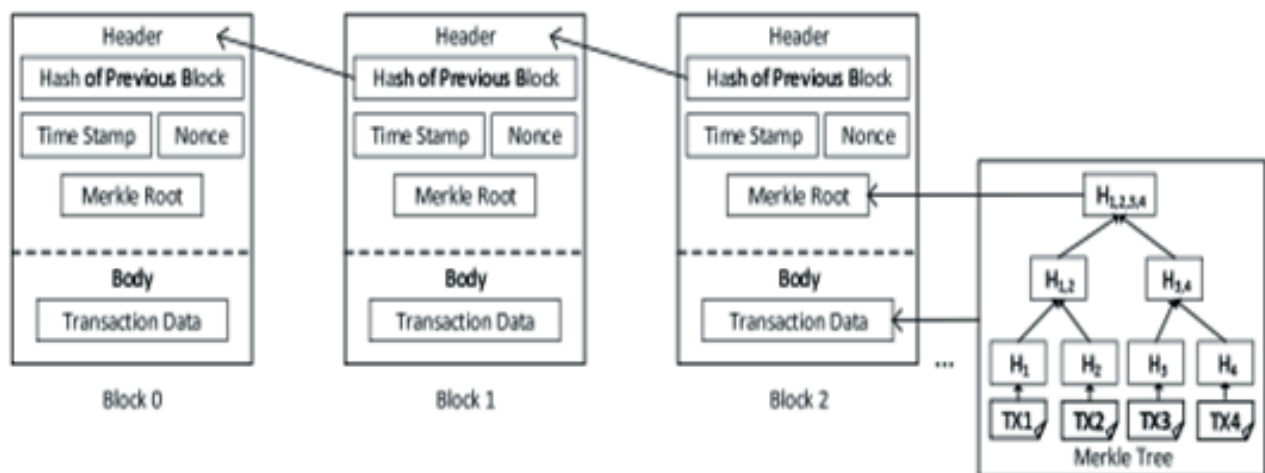 Header
Hash of Previous Block
Time Stamp
Nonce
Merkle Root
Body
Transaction Data
Block 0
Header
Hash of Previous Block
Time Stamp
Nonce
Merkle Root
Body
Transaction Data
Block 1
Header
Hash of Previous Block
Time Stamp
Nonce
Merkle Root
Body
Transaction Data
Block 2
...
H1,2,3,4
H1,2
H3,4
H1
H2
H3
H4
TX1
TX2
TX3
TX4
Merkle Tree